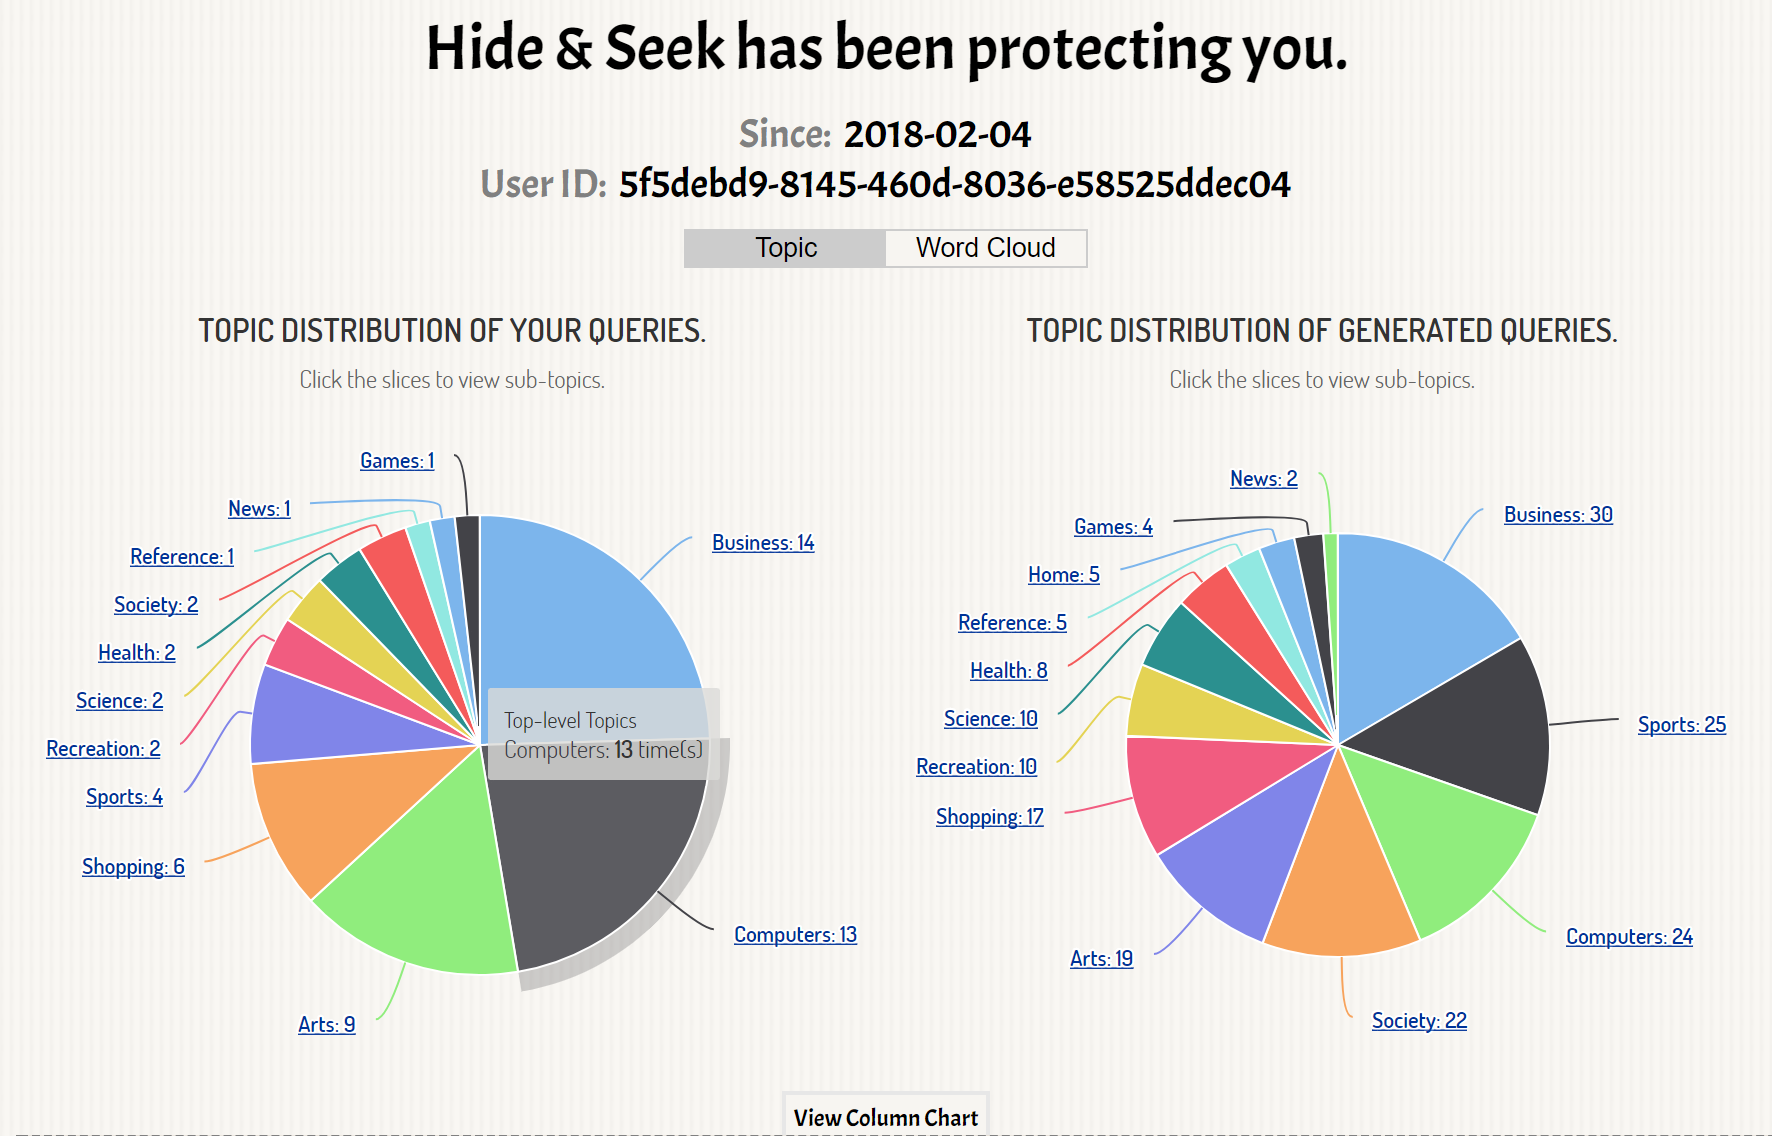 Hide & Seek has been protecting you.
Since: 2018-02-04
User ID: 5f5debd9-8145-460d-8036-e58525ddec04
Topic
Word Cloud
TOPIC DISTRIBUTION OF YOUR QUERIES.
Click the slices to view sub-topics.
Games: 1
News: 1
Reference: 1
Society: 2
Health: 2
Science: 2
Recreation: 2
Sports: 4
Shopping: 6
Arts: 9
Business: 14
Top-level Topics
Computers: 13 time(s)
Computers: 13
TOPIC DISTRIBUTION OF GENERATED QUERIES.
Click the slices to view sub-topics.
News: 2
Games: 4
Home: 5
Reference: 5
Health: 8
Science: 10
Recreation: 10
Shopping: 17
Arts: 19
Business: 30
Sports: 25
Computers: 24
Society: 22
View Column Chart